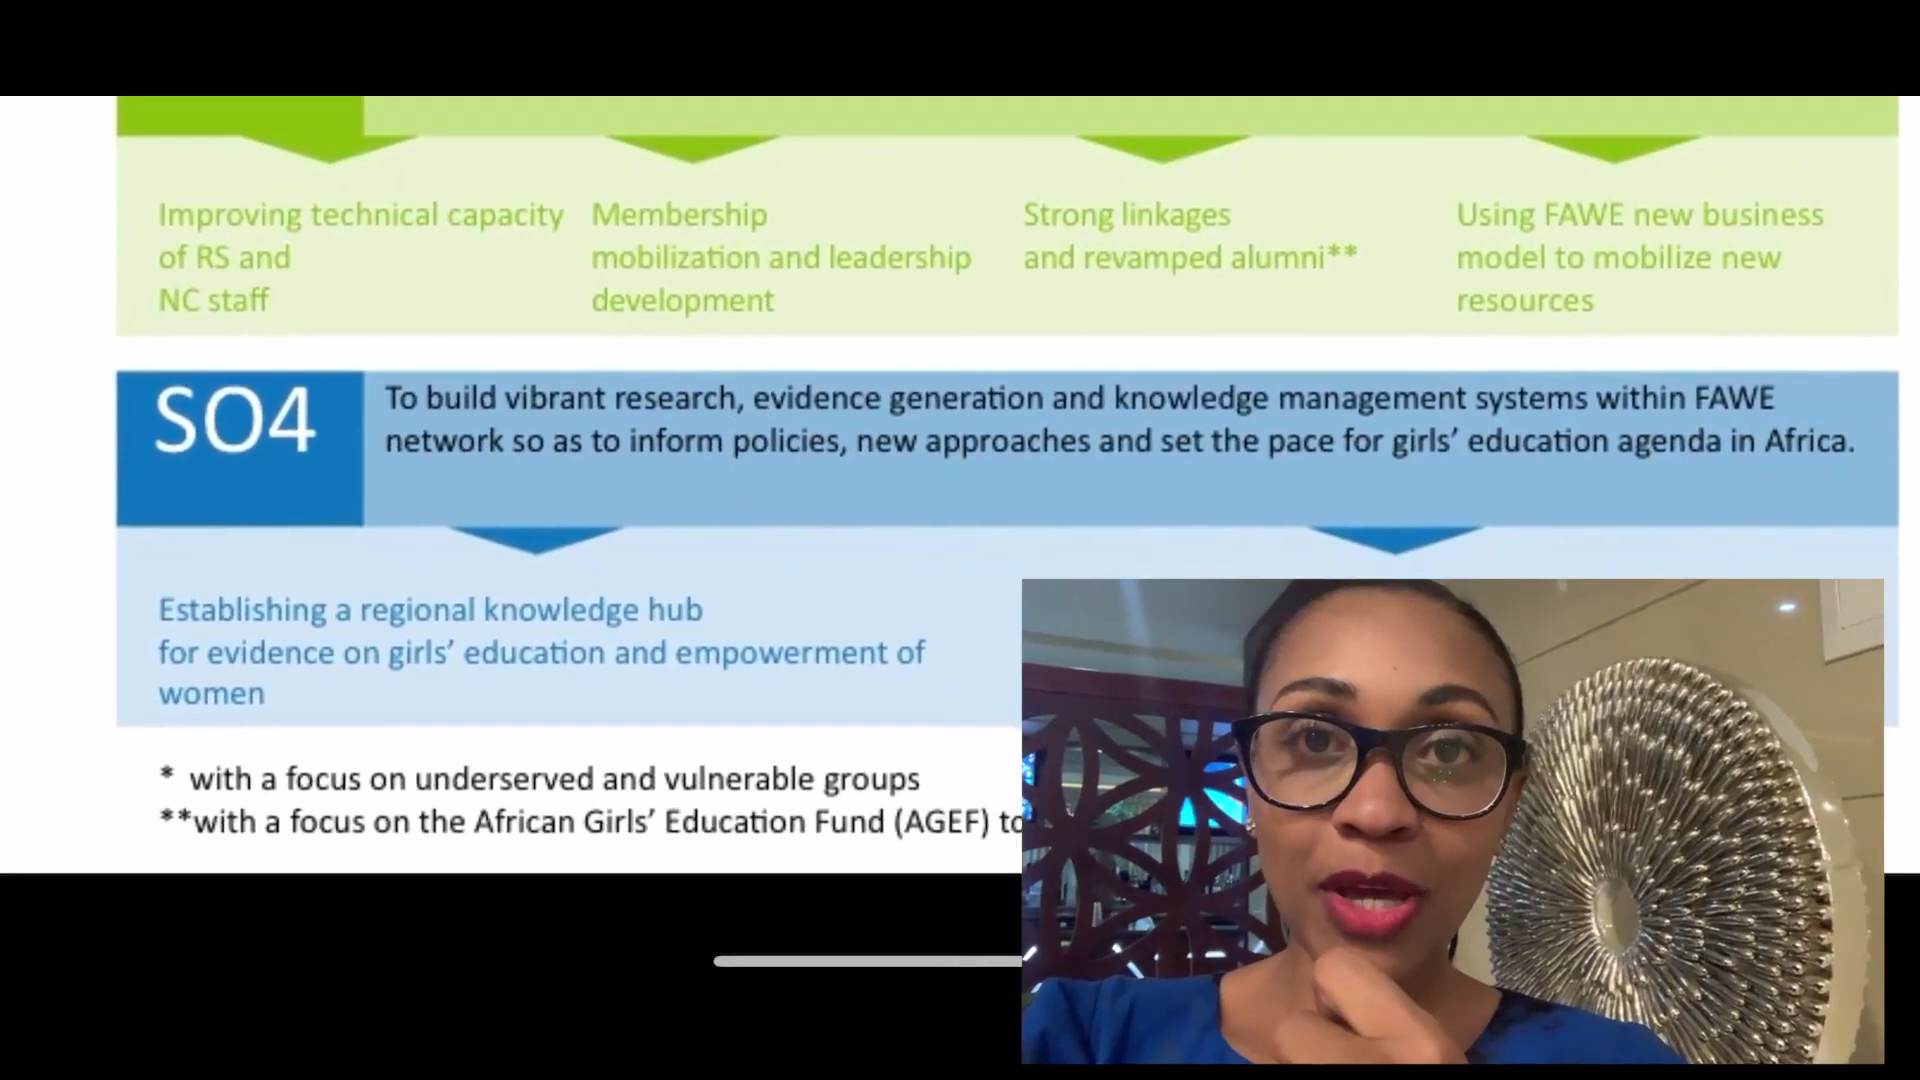 Improving technical capacity
of RS and
NC staff
Membership
mobilization and leadership
development
Strong linkages
and revamped alumni**
Using FAWE new business
model to mobilize new
resources
SO4
To build vibrant research, evidence generation and knowledge management systems within FAWE
network so as to inform policies, new approaches and set the pace for girls’ education agenda in Africa.
Establishing a regional knowledge hub
for evidence on girls’ education and empowerment of
women
* with a focus on underserved and vulnerable groups
**with a focus on the African Girls’ Education Fund (AGEF) to